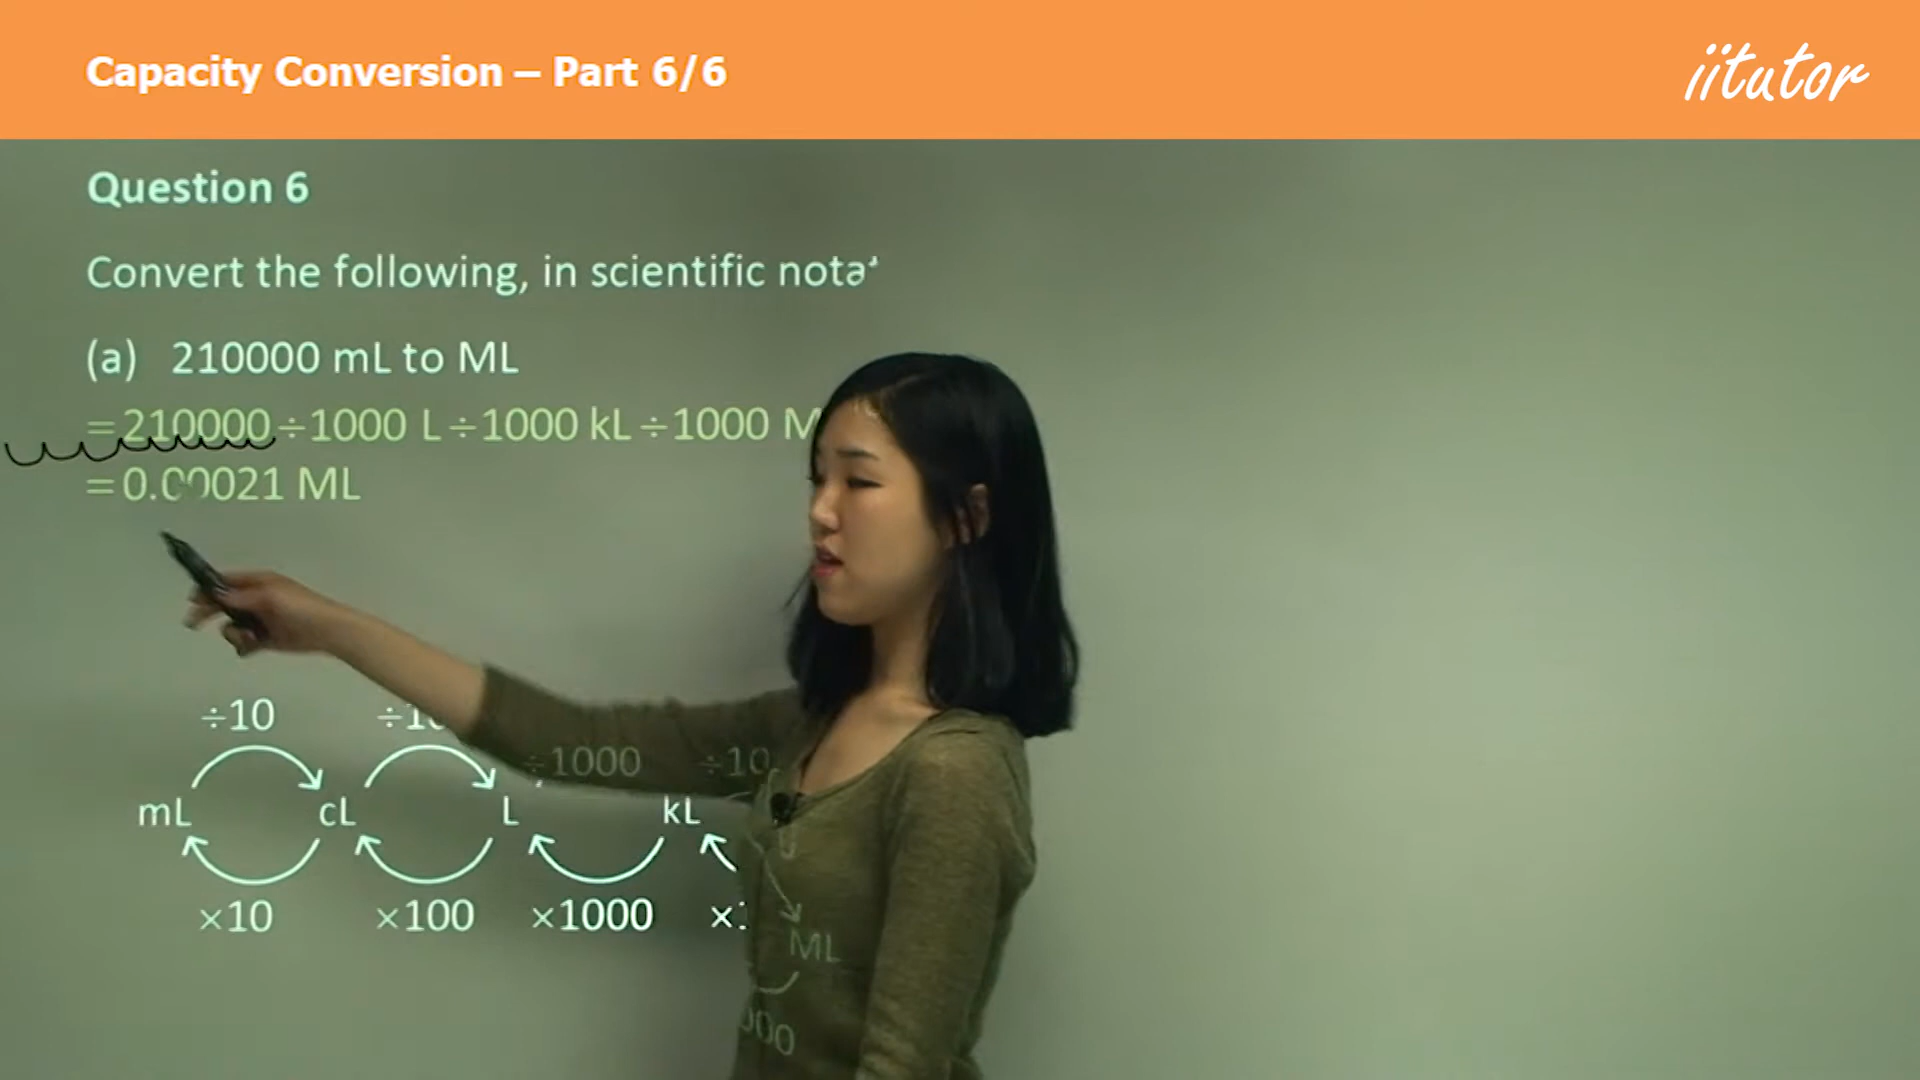 Capacity Conversion – Part 6/6
iitutor
Question 6
Convert the following, in scientific
(a) 210000 mL to ML
=210000÷1000 L÷1000 kL÷1000
=0.00021 ML
÷10
÷1000
mL cL L kL
×10 ×100 ×1000
ML